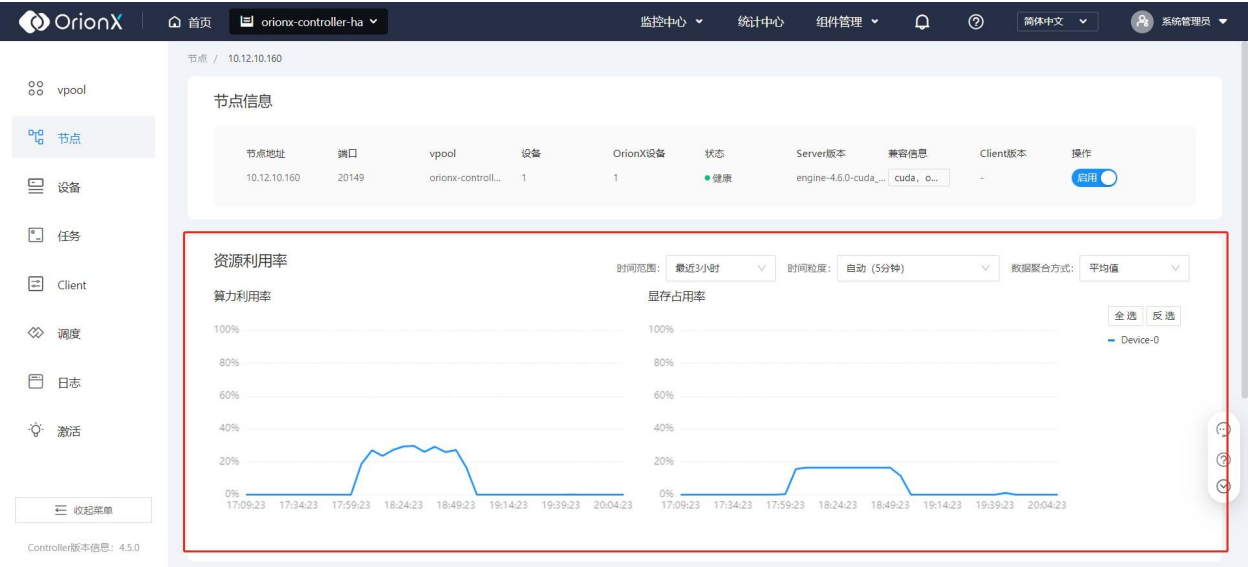 OrionX 首页 orionx-controller-ha 监控中心 统计中心 组件管理 简体中文 系统管理员
节点 / 10.12.10.160
vpool
节点
设备
任务
Client
调度
日志
激活
收起菜单
Controller版本信息: 4.5.0
节点信息
节点地址 端口 vpool 设备 OrionX设备 状态 Server版本 兼容信息 Client版本 操作
10.12.10.160 20149 orionx-controll... 1 1 健康 engine-4.6.0-cuda_... cuda, o... - 启用
资源利用率
时间范围: 最近3小时 时间粒度: 自动 (5分钟) 数据聚合方式: 平均值
算力利用率
100%
80%
60%
40%
20%
0%
17:09:23 17:34:23 17:59:23 18:24:23 18:49:23 19:14:23 19:39:23 20:04:23
显存占用率
100%
80%
60%
40%
20%
0%
17:09:23 17:34:23 17:59:23 18:24:23 18:49:23 19:14:23 19:39:23 20:04:23
全选 反选
Device-0